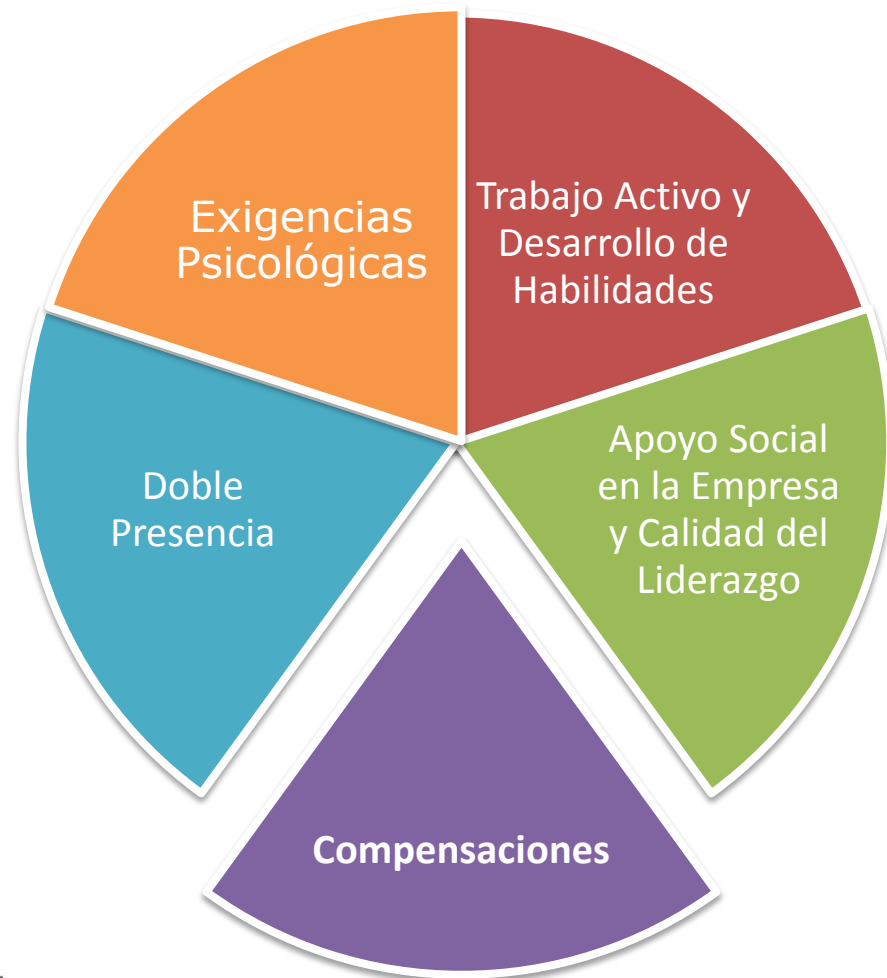 Exigencias
Psicológicas
Trabajo Activo y
Desarrollo de
Habilidades
Apoyo Social
en la Empresa
y Calidad del
Liderazgo
Doble
Presencia
Compensaciones